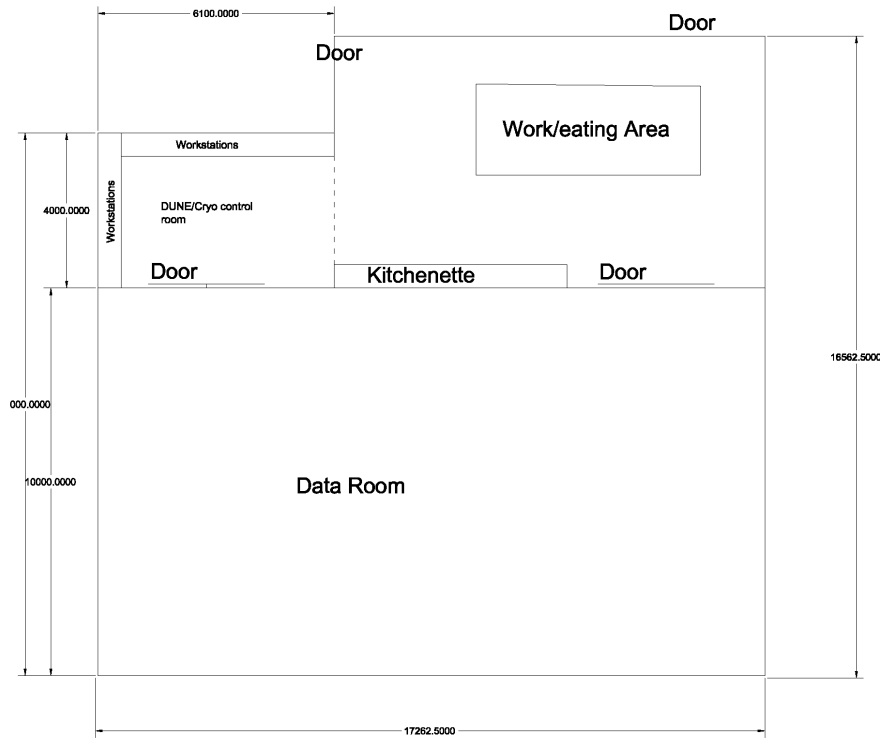 6100.0000
Door
Door
Work/eating Area
Workstations
Workstations
DUNE/Cryo control
room
4000.0000
Door
Kitchenette
Door
16562.5000
000.0000
10000.0000
Data Room
17262.5000